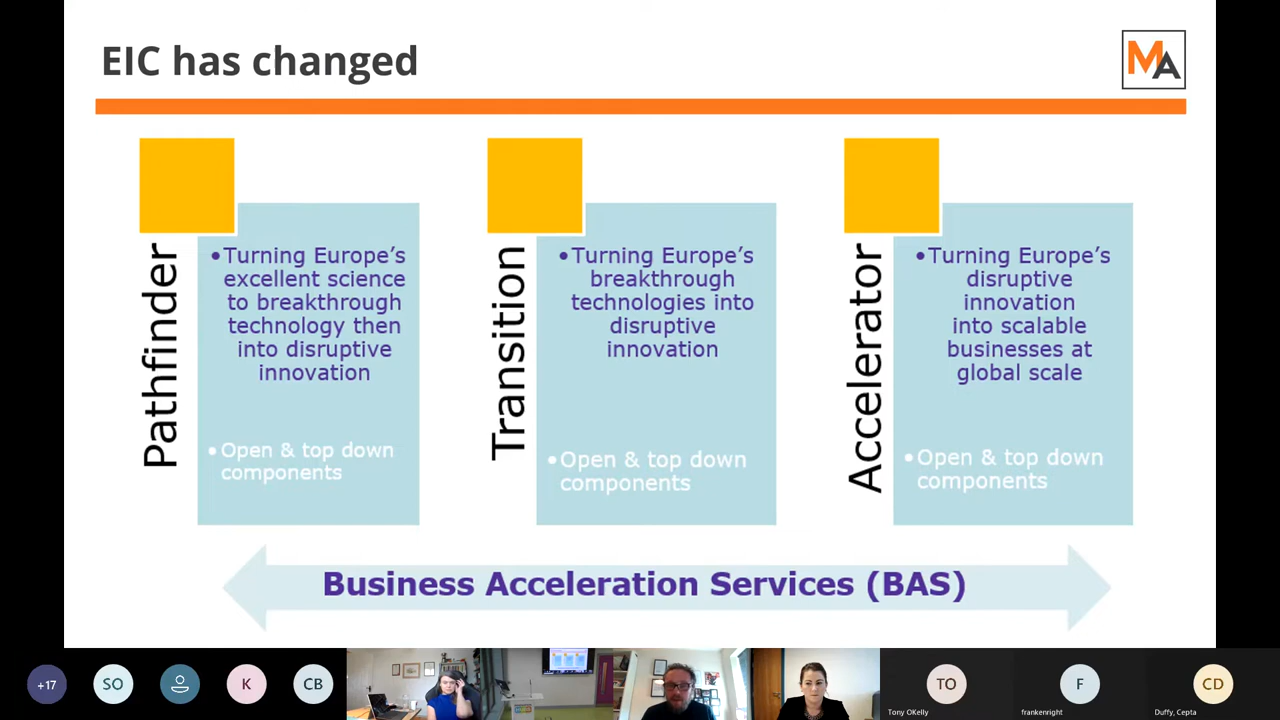 EIC has changed
MA
Pathfinder
•Turning Europe's
excellent science
to breakthrough
technology then
into disruptive
innovation
•Open & top down
components
Transition
•Turning Europe's
breakthrough
technologies into
disruptive
innovation
•Open & top down
components
Accelerator
•Turning Europe's
disruptive
innovation
into scalable
businesses at
global scale
•Open & top down
components
Business Acceleration Services (BAS)
+17
SO
K
CB
TO
Tony OKelly
F
frankenright
CD
Duffy, Cepta